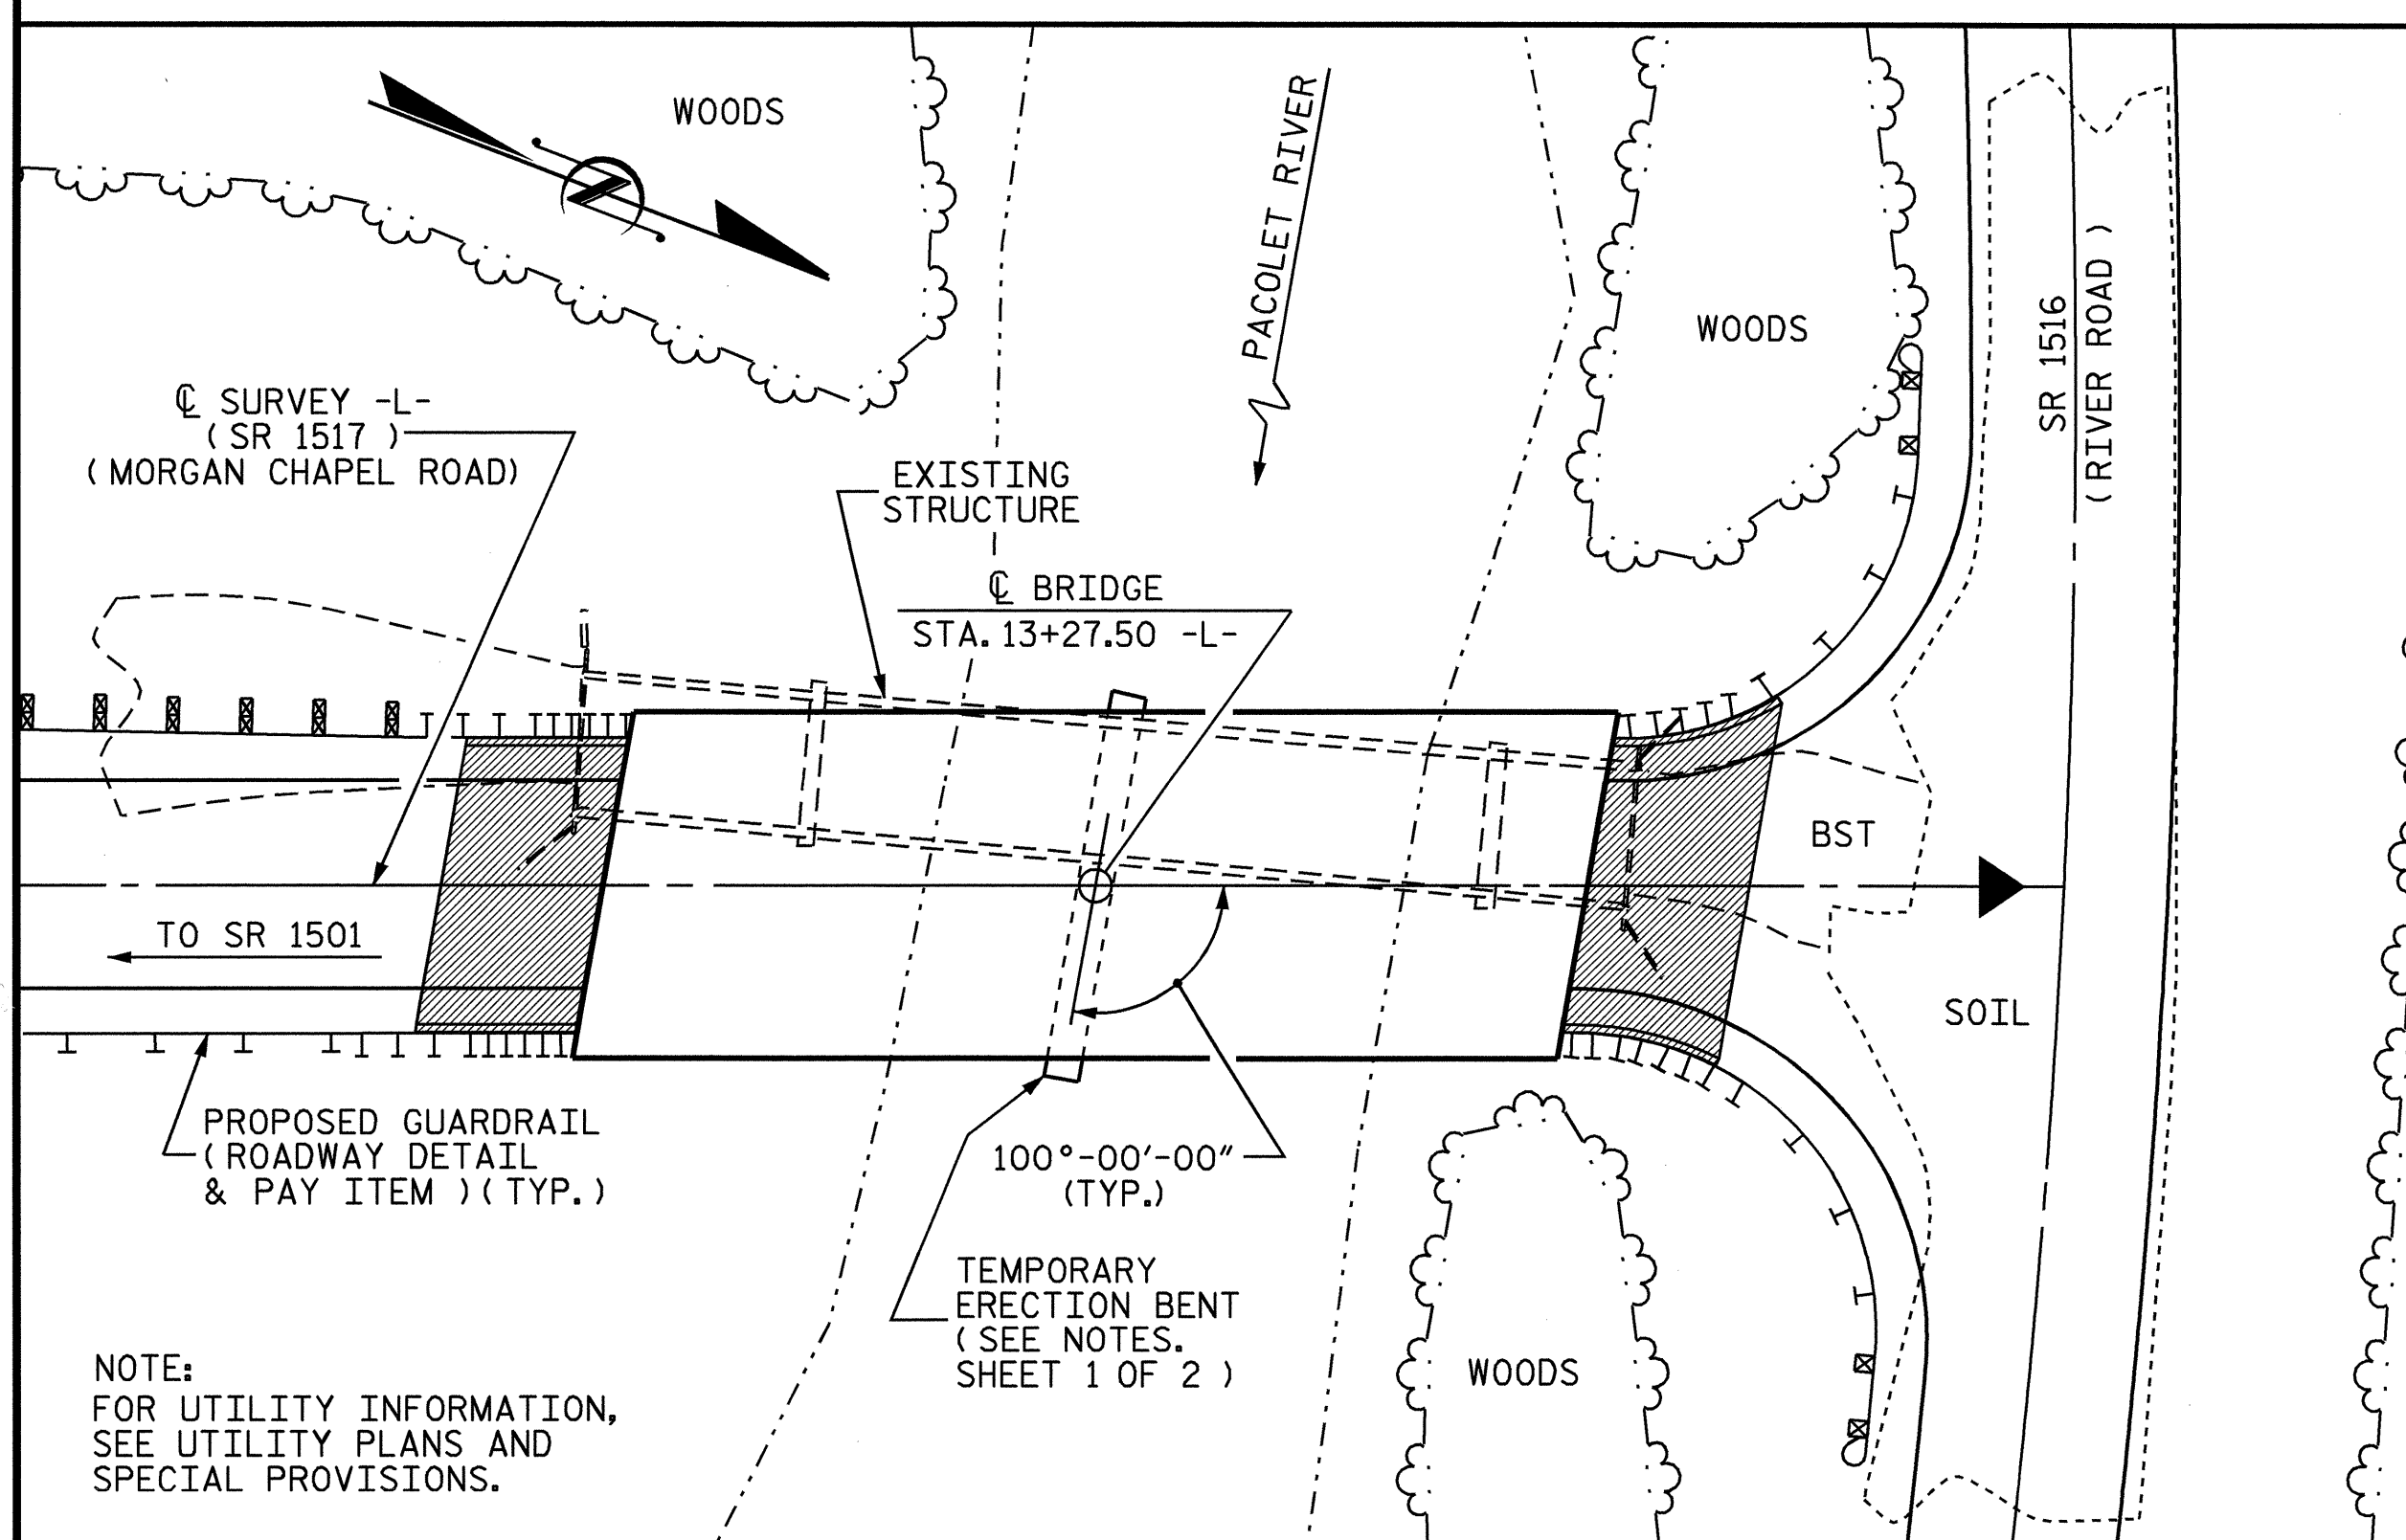 WOODS
PACOLET RIVER
WOODS
SR 1516
(RIVER ROAD)
℄ SURVEY -L-
(SR 1517)
(MORGAN CHAPEL ROAD)
EXISTING
STRUCTURE
℄ BRIDGE
STA. 13+27.50 -L-
BST
TO SR 1501
SOIL
PROPOSED GUARDRAIL
(ROADWAY DETAIL
& PAY ITEM)(TYP.)
100°-00'-00"
(TYP.)
TEMPORARY
ERECTION BENT
(SEE NOTES.
SHEET 1 OF 2)
WOODS
NOTE:
FOR UTILITY INFORMATION,
SEE UTILITY PLANS AND
SPECIAL PROVISIONS.